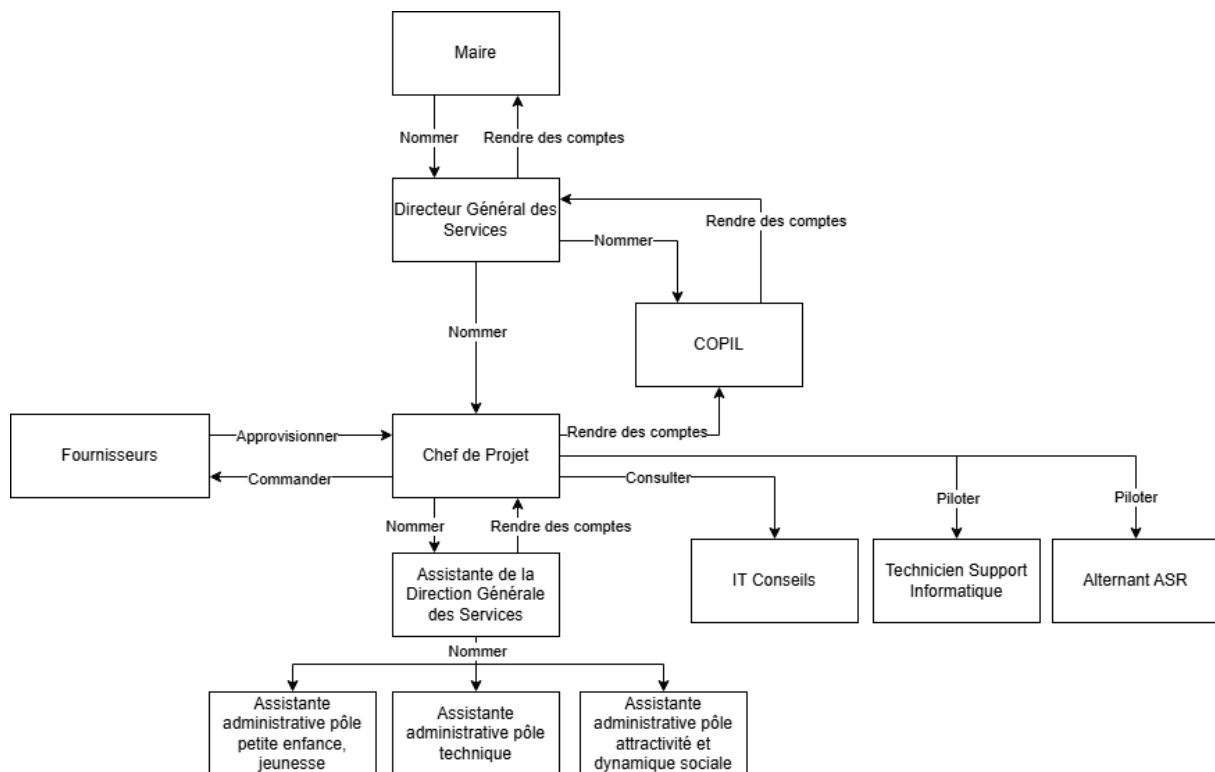 Maire
Nommer
Rendre des comptes
Directeur Général des
Services
Rendre des comptes
Nommer
Nommer
COPIL
Fournisseurs
Approvisionner
Commander
Chef de Projet
Rendre des comptes
Consulter
Piloter
Piloter
Nommer
Rendre des comptes
Assistante de la
Direction Générale
des Services
IT Conseils
Technicien Support
Informatique
Alternant ASR
Nommer
Assistante
administrative pôle
petite enfance,
jeunesse
Assistante
administrative pôle
technique
Assistante
administrative pôle
attractivité et
dynamique sociale